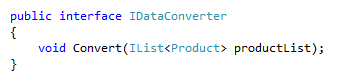 public interface IDataConverter
{
    void Convert(IList<Product> productList);
}